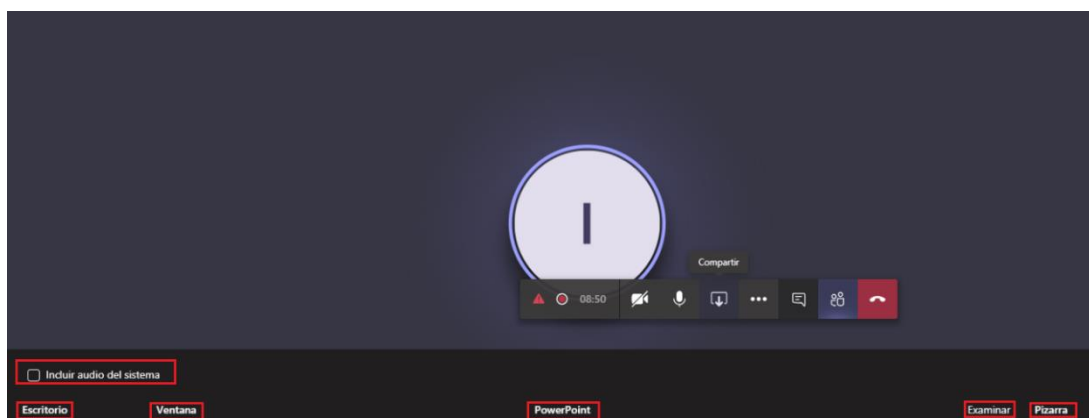 I
Compartir
08:50
Incluir audio del sistema
Escritorio Ventana PowerPoint Examinar Pizarra